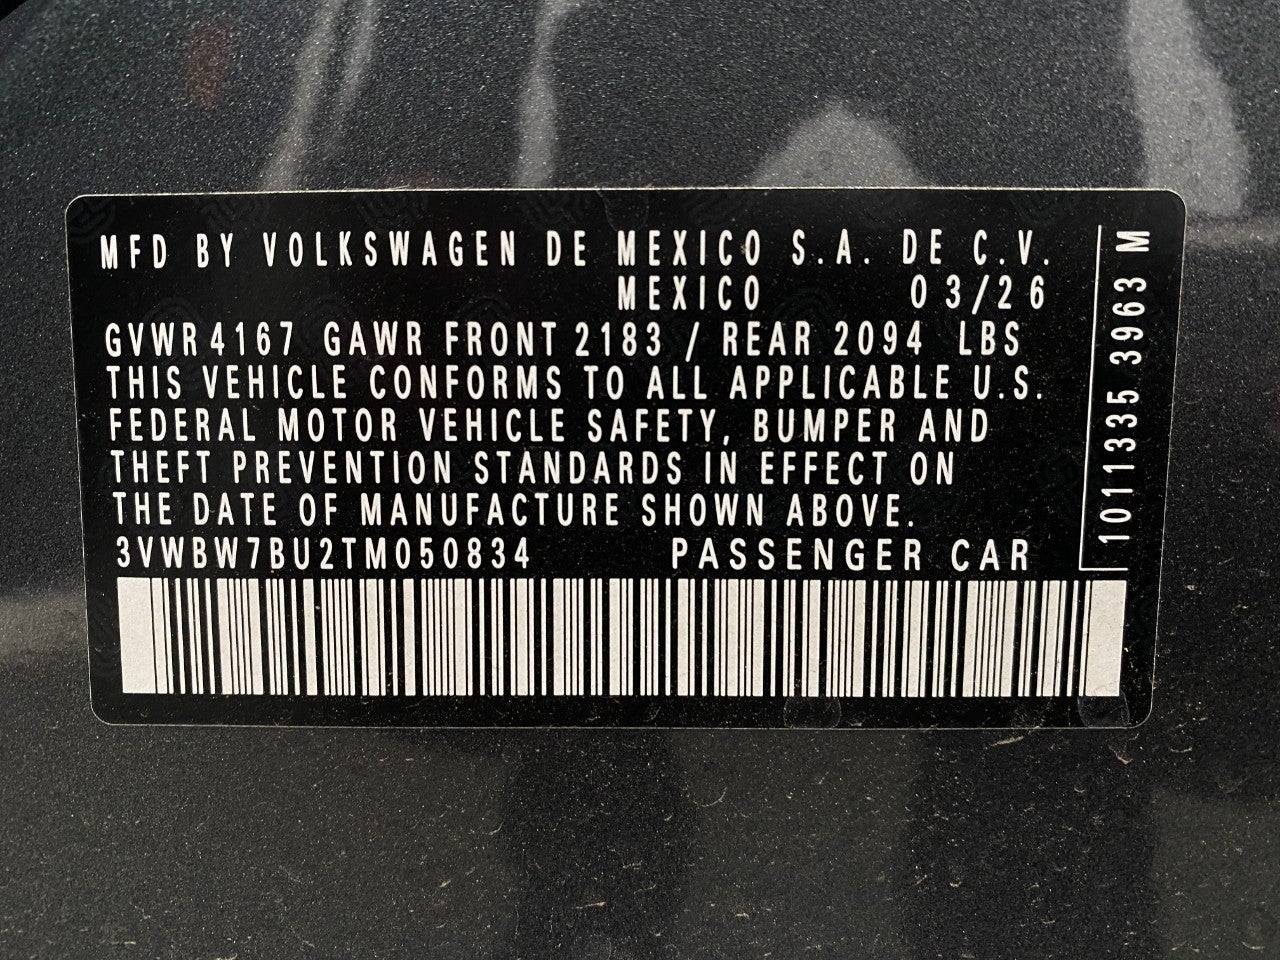 MFD BY VOLKSWAGEN DE MEXICO S.A. DE C.V.
MEXICO 03/26
GVWR 4167 GAWR FRONT 2183 / REAR 2094 LBS
THIS VEHICLE CONFORMS TO ALL APPLICABLE U.S.
FEDERAL MOTOR VEHICLE SAFETY, BUMPER AND
THEFT PREVENTION STANDARDS IN EFFECT ON
THE DATE OF MANUFACTURE SHOWN ABOVE.
3VWBW7BU2TM050834 PASSENGER CAR
1011335 3963 M